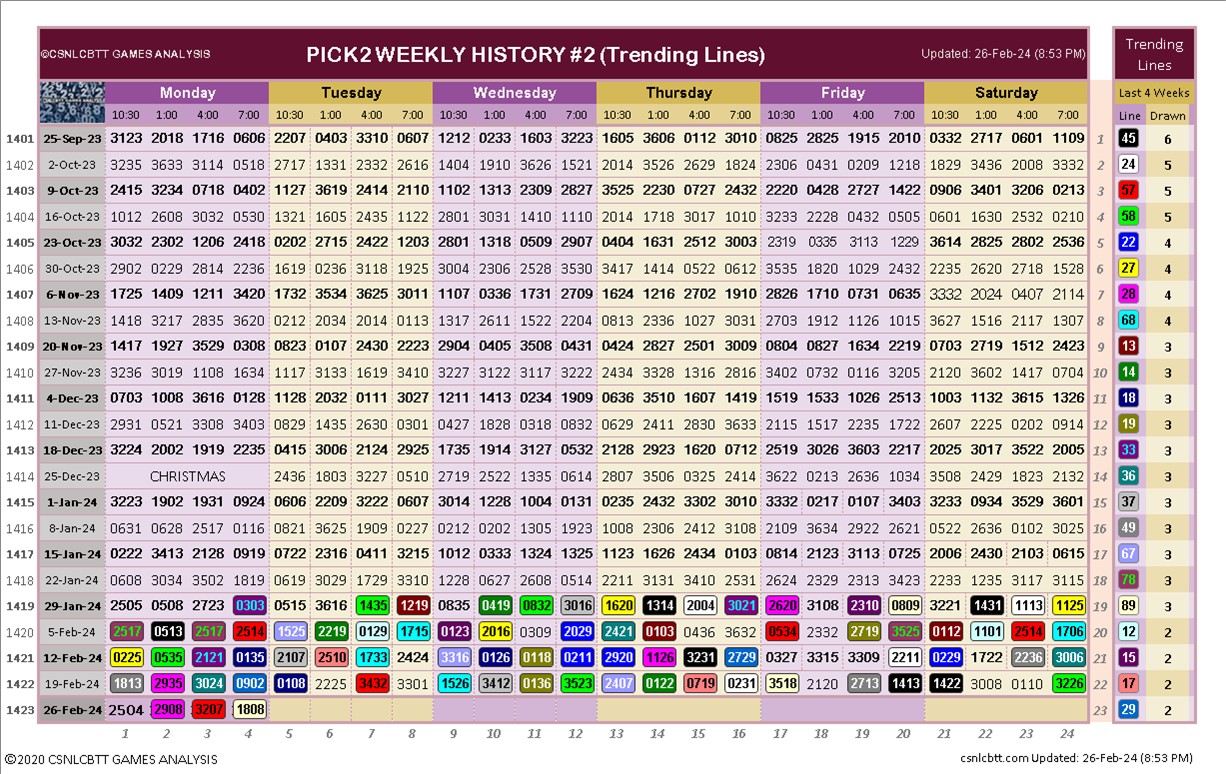 ©CSNLCBTT GAMES ANALYSIS PICK2 WEEKLY HISTORY #2 (Trending Lines) Updated: 26-Feb-24 (8:53 PM) Trending Lines
Monday Tuesday Wednesday Thursday Friday Saturday Last 4 Weeks
10:30 1:00 4:00 7:00 10:30 1:00 4:00 7:00 10:30 1:00 4:00 7:00 10:30 1:00 4:00 7:00 10:30 1:00 4:00 7:00 10:30 1:00 4:00 7:00 Line Drawn
1401 25-Sep-23 3123 2018 1716 0606 2207 0403 3310 0607 1212 0233 1603 3223 1605 3606 0112 3010 0825 2825 1915 2010 0332 2717 0601 1109 1 45 6
1402 2-Oct-23 3235 3633 3114 0518 2717 1331 2332 2616 1404 1910 3626 1521 2014 3526 2629 1824 2306 0431 0209 1218 1829 3436 2008 3332 2 24 5
1403 9-Oct-23 2415 3234 0718 0402 1127 3619 2414 2110 1102 1313 2309 2827 3525 2230 0727 2432 2220 0428 2727 1422 0906 3401 3206 0213 3 57 5
1404 16-Oct-23 1012 2608 3032 0530 1321 1605 2435 1122 2801 3031 1410 1110 2014 1718 3017 1010 3233 2228 0432 0505 0601 1630 2532 0210 4 58 5
1405 23-Oct-23 3032 2302 1206 2418 0202 2715 2422 1203 2801 1318 0509 2907 0404 1631 2512 3003 2319 0335 3113 1229 3614 2825 2802 2536 5 22 4
1406 30-Oct-23 2902 0229 2814 2236 1619 0236 3118 1925 3004 2306 2528 3530 3417 1414 0522 0612 3535 1820 1029 2432 2235 2620 2718 1528 6 27 4
1407 6-Nov-23 1725 1409 1211 3420 1732 3534 3625 3011 1107 0336 1731 2709 1624 1216 2702 1910 2826 1710 0731 0635 3332 2024 0407 2114 7 28 4
1408 13-Nov-23 1418 3217 2835 3620 0212 2034 2014 0113 1317 2611 1522 2204 0813 2336 1027 3031 2703 1912 1126 1015 3627 1516 2117 1307 8 68 4
1409 20-Nov-23 1417 1927 3529 0308 0823 0107 2430 2223 2904 0405 3508 0431 0424 2827 2501 3009 0804 0827 1634 2219 0703 2719 1512 2423 9 13 3
1410 27-Nov-23 3236 3019 1108 1634 1117 3133 1619 3410 3227 3122 3117 3222 2434 3328 1316 2816 3402 0732 0116 3205 2120 3602 1417 0704 10 14 3
1411 4-Dec-23 0703 1008 3616 0128 1128 2032 0111 3027 1211 1413 0234 1909 0636 3510 1607 1419 1519 1533 1026 2513 1003 1132 3615 1326 11 18 3
1412 11-Dec-23 2931 0521 3308 3403 0829 1435 2630 0301 0427 1828 0318 0832 0629 2411 2830 3633 2115 1517 2235 1722 2607 2225 0202 0914 12 19 3
1413 18-Dec-23 3224 2002 1919 2235 0415 3006 2124 2923 1735 1914 3127 0532 2128 2923 1620 0712 2519 3026 3603 2217 2025 3017 3522 2005 13 33 3
1414 25-Dec-23 CHRISTMAS 2436 1803 3227 0513 2719 2522 1335 0614 2807 3506 0325 2414 3622 0213 2636 1034 3508 2429 1823 2132 14 36 3
1415 1-Jan-24 3223 1902 1931 0924 0606 2209 3222 0607 3014 1228 1004 0131 0235 2432 3302 3010 3332 0217 0107 3403 3233 0934 3529 3601 15 37 3
1416 8-Jan-24 0631 0628 2517 0116 0821 3625 1909 0227 0212 0202 1305 1923 1008 2306 2412 3108 2109 3634 2922 2621 0522 2636 0102 3025 16 49 3
1417 15-Jan-24 0222 3413 2128 0919 0722 2316 0411 3215 1012 0333 1324 1325 1123 1626 2434 0103 0814 2123 3113 0725 2006 2430 2103 0615 17 67 3
1418 22-Jan-24 0608 3034 3502 1819 0619 3029 1729 3310 1228 0627 2608 0514 2211 3131 3410 2531 2624 2329 2313 3423 2233 1235 3117 3115 18 78 3
1419 29-Jan-24 2505 0508 2723 0303 0515 3616 1435 1219 0835 0419 0832 3016 1620 1314 2004 3021 2620 3108 2310 0809 3221 1431 1113 1125 19 89 3
1420 5-Feb-24 2517 0513 2517 2514 1525 2219 0129 1715 0123 2016 0309 2029 2421 0103 0436 3632 0534 2332 2719 3525 0112 1101 2514 1706 20 12 2
1421 12-Feb-24 0225 0535 2121 0135 2107 2510 1733 2424 3316 0126 0118 0211 2920 1126 3231 2729 0327 3315 3309 2211 0229 1722 2236 3006 21 15 2
1422 19-Feb-24 1813 2935 3024 0902 0108 2225 3432 3301 1526 3412 0136 3523 2407 0122 0719 0231 3518 2120 2713 1413 1422 3008 0110 3226 22 17 2
1423 26-Feb-24 2504 2908 3207 1808 23 29 2
1 2 3 4 5 6 7 8 9 10 11 12 13 14 15 16 17 18 19 20 21 22 23 24
©2020 CSNLCBTT GAMES ANALYSIS csnlcbtt.com Updated: 26-Feb-24 (8:53 PM)